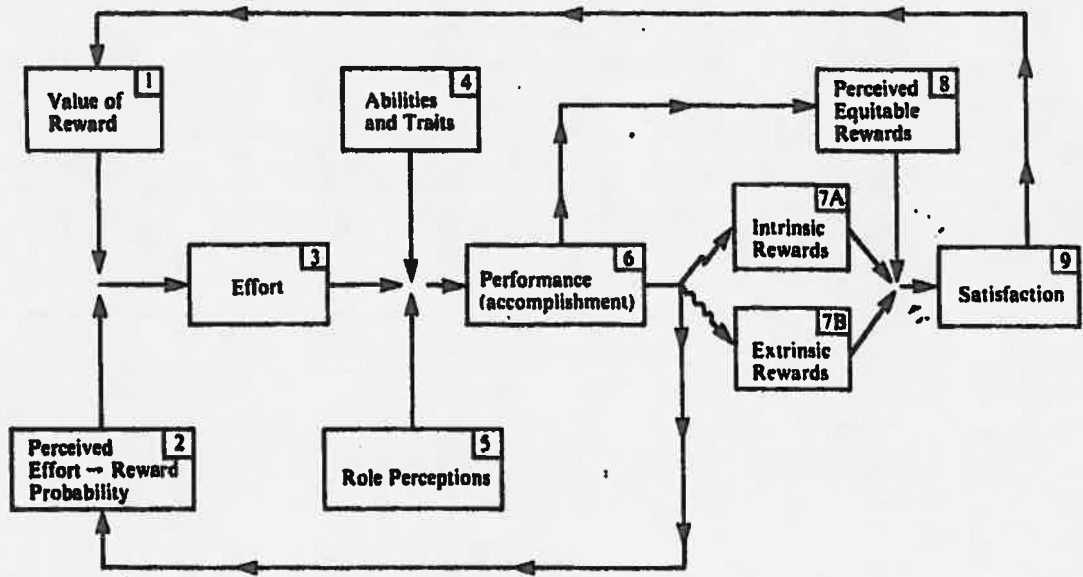 1
Value of
Reward
4
Abilities
and Traits
8
Perceived
Equitable
Rewards
7A
Intrinsic
Rewards
3
Effort
6
Performance
(accomplishment)
9
Satisfaction
7B
Extrinsic
Rewards
2
Perceived
Effort → Reward
Probability
5
Role Perceptions